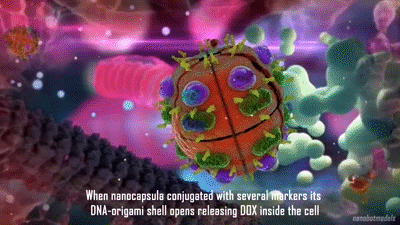 When nanocapsula conjugated with several markers its
DNA-origami shell opens releasing DOX inside the cell
nanobotmodels